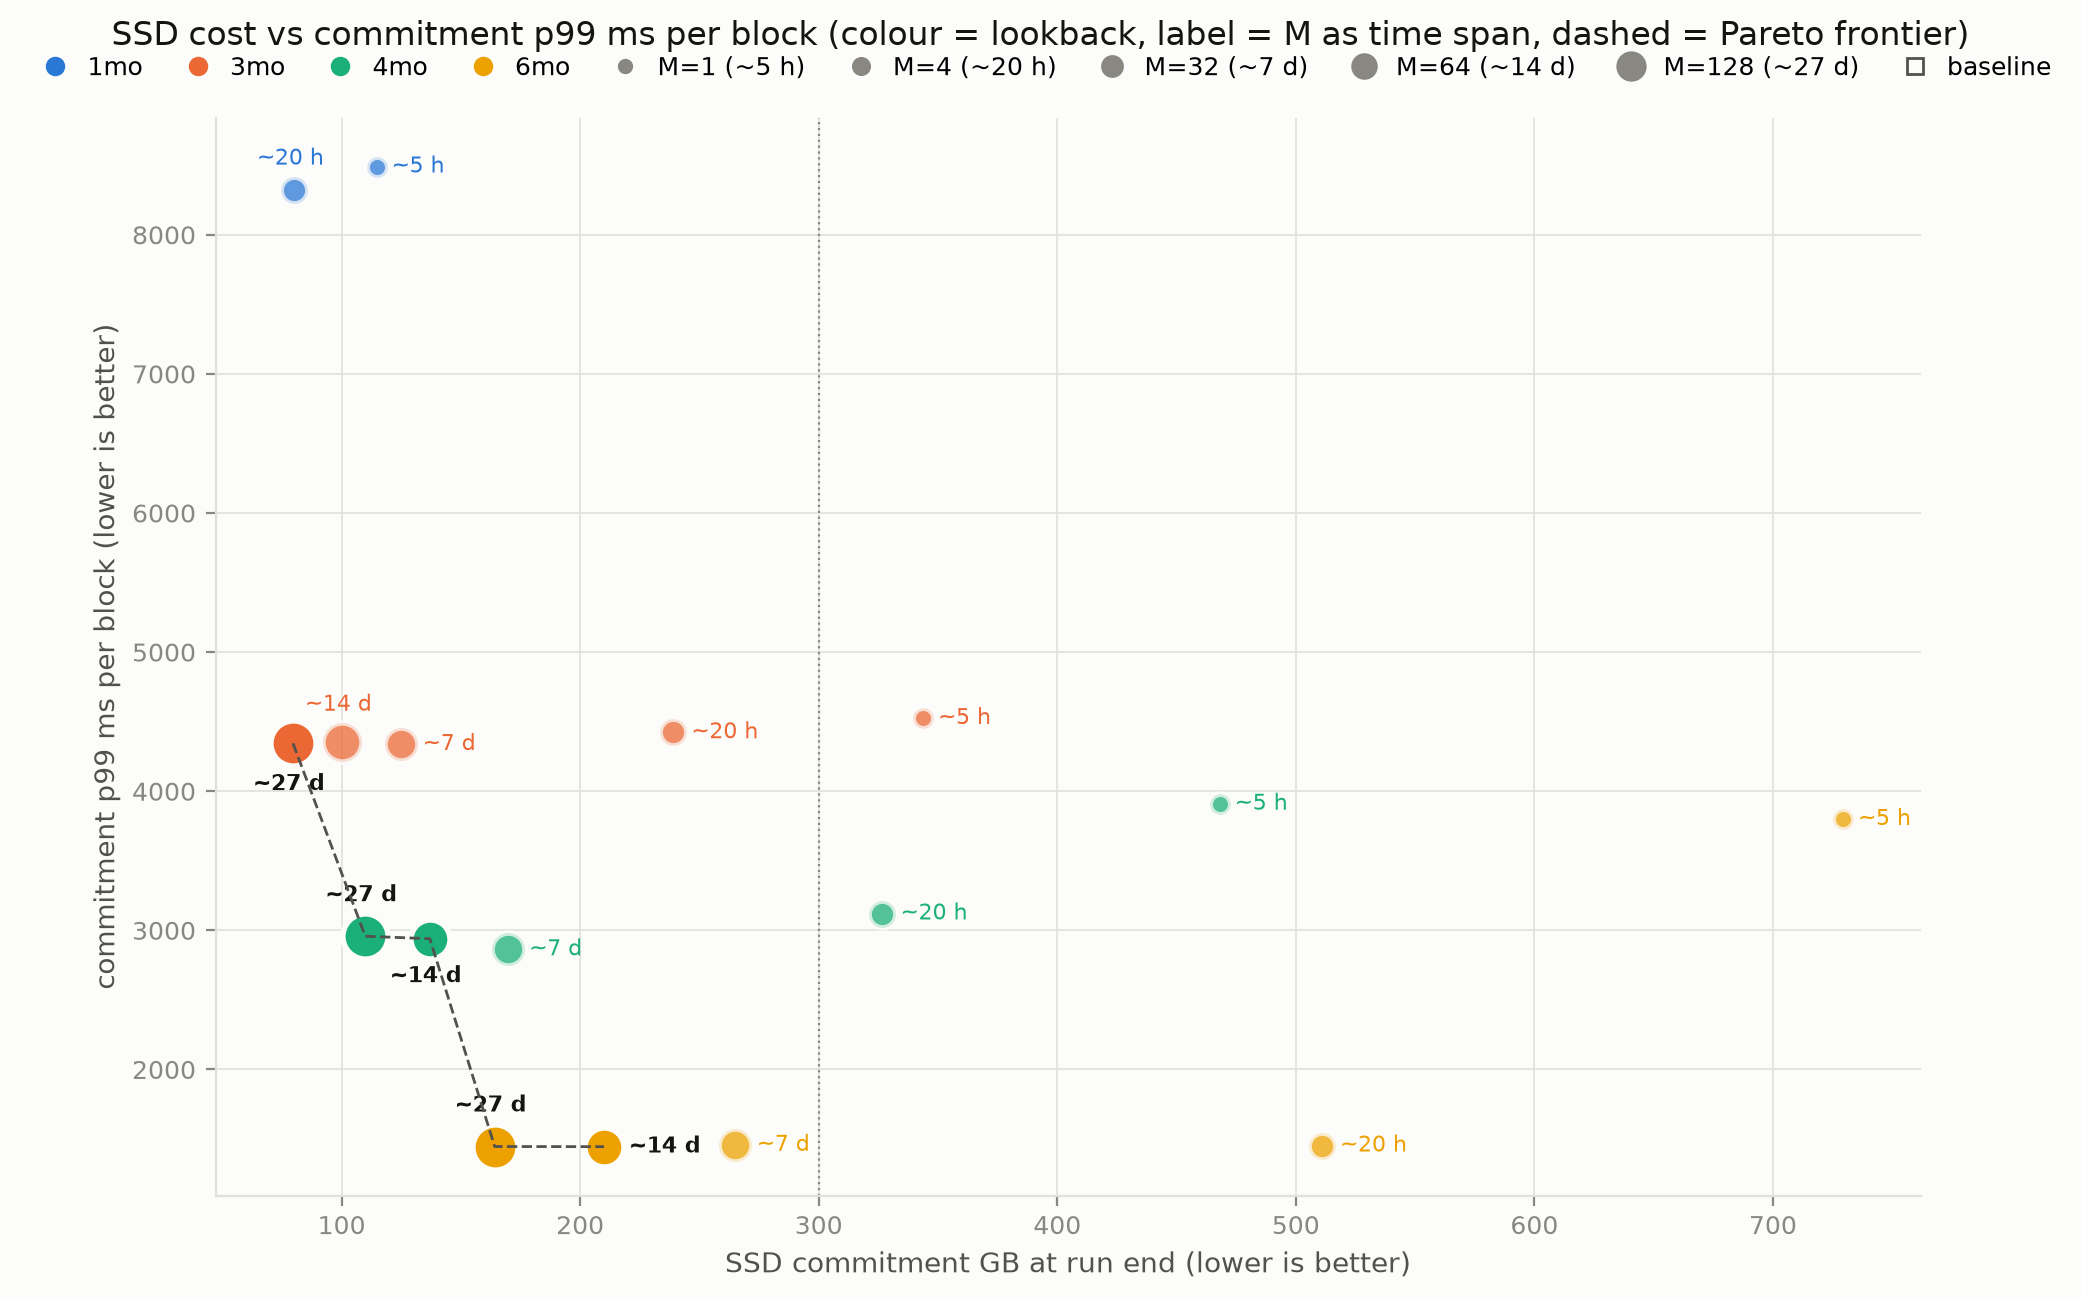 SSD cost vs commitment p99 ms per block (colour = lookback, label = M as time span, dashed = Pareto frontier)
1mo 3mo 4mo 6mo M=1 (~5 h) M=4 (~20 h) M=32 (~7 d) M=64 (~14 d) M=128 (~27 d) baseline
~20 h
~5 h
8000
7000
6000
5000
~14 d
~5 h
~20 h
~7 d
~27 d
4000
~5 h
~5 h
~27 d
~20 h
3000
~7 d
~14 d
2000
~27 d
~14 d
~7 d
~20 h
commitment p99 ms per block (lower is better)
100 200 300 400 500 600 700
SSD commitment GB at run end (lower is better)